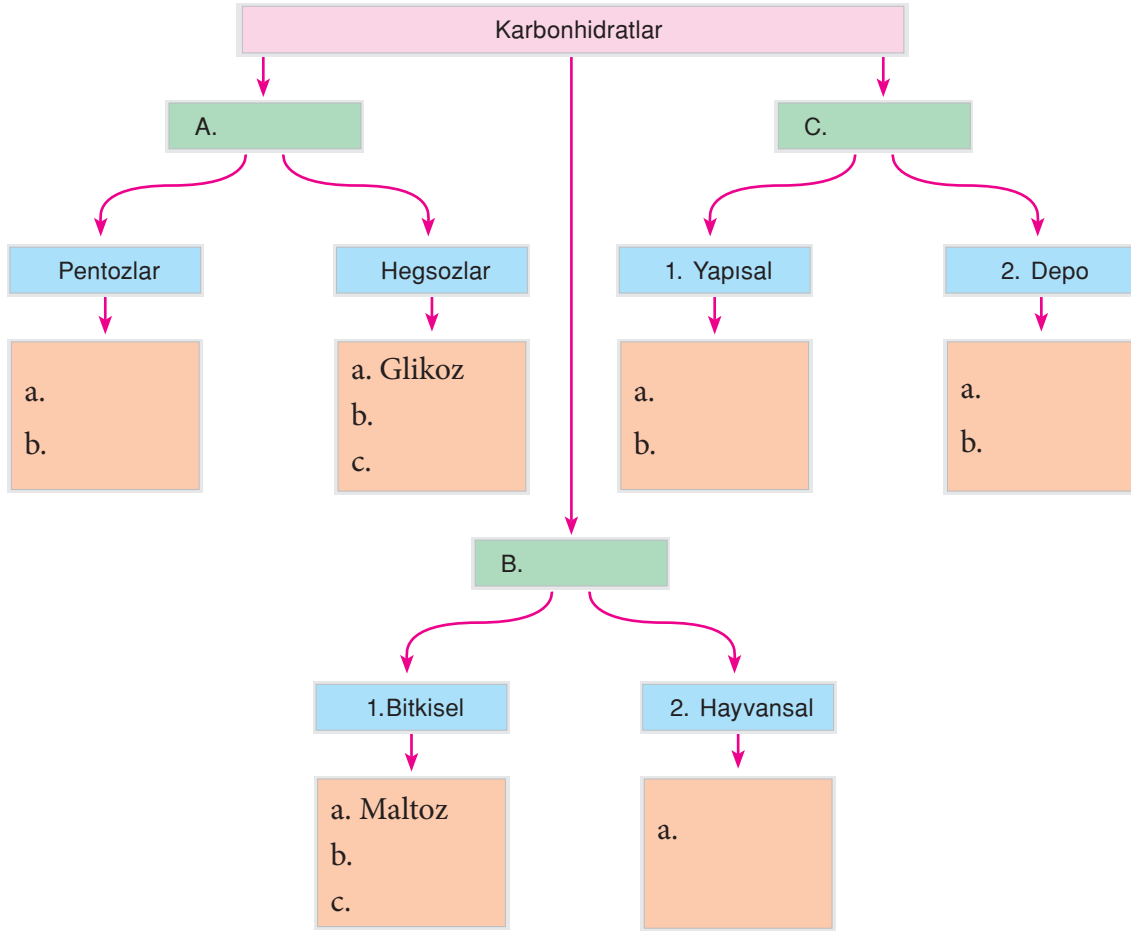 Karbonhidratlar
A.
C.
Pentozlar
Hegsozlar
1. Yapısal
2. Depo
a.
b.
a. Glikoz
b.
c.
a.
b.
a.
b.
B.
1.Bitkisel
2. Hayvansal
a. Maltoz
b.
c.
a.